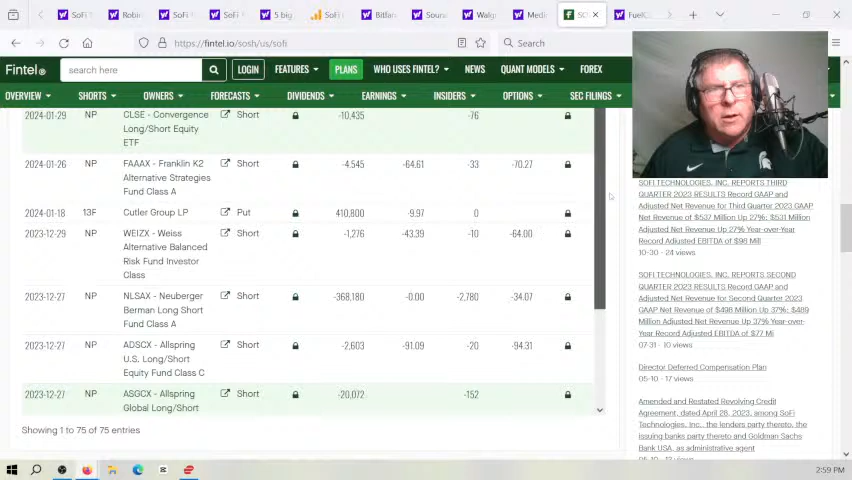 SoFi
Robi
SoFi
SoFi
5 big
SoFi
Bitfar
Soun
Walg
Medi
SO
FuelC
https://fintel.io/sosh/us/sofi
Search
Fintel
search here
LOGIN
FEATURES
PLANS
WHO USES FINTEL?
NEWS
QUANT MODELS
FOREX
OVERVIEW
SHORTS
OWNERS
FORECASTS
DIVIDENDS
EARNINGS
INSIDERS
OPTIONS
SEC FILINGS
2024-01-29 NP CLSE - Convergence Short -10,435 -76
Long/Short Equity
ETF
2024-01-26 NP FAAAX - Franklin K2 Short -4,545 -64.61 -33 -70.27
Alternative Strategies
Fund Class A
2024-01-18 13F Cutler Group LP Put 410,800 -9.97 0
2023-12-29 NP WEIZX - Weiss Short -1,276 -43.39 -10 -64.00
Alternative Balanced
Risk Fund Investor
Class
2023-12-27 NP NLSAX - Neuberger Short -368,180 -0.00 -2,780 -34.07
Berman Long Short
Fund Class A
2023-12-27 NP ADSCX - Allspring Short -2,603 -91.09 -20 -94.31
U.S. Long/Short
Equity Fund Class C
2023-12-27 NP ASGCX - Allspring Short -20,072 -152
Global Long/Short
Showing 1 to 75 of 75 entries
SOFI TECHNOLOGIES, INC. REPORTS THIRD
QUARTER 2023 RESULTS Record GAAP and
Adjusted Net Revenue for Third Quarter 2023 GAAP
Net Revenue of $537 Million Up 27%; $531 Million
Adjusted Net Revenue Up 27% Year-over-Year
Record Adjusted EBITDA of $98 Mill
10-30 - 24 views
SOFI TECHNOLOGIES, INC. REPORTS SECOND
QUARTER 2023 RESULTS Record GAAP and
Adjusted Net Revenue for Second Quarter 2023
GAAP Net Revenue of $498 Million Up 37%; $489
Million Adjusted Net Revenue Up 37% Year-over-
Year Record Adjusted EBITDA of $77 Mi
07-31 - 10 views
Director Deferred Compensation Plan
05-10 - 17 views
Amended and Restated Revolving Credit
Agreement, dated April 28, 2023, among SoFi
Technologies, Inc., the lenders party thereto, the
issuing banks party thereto and Goldman Sachs
Bank USA, as administrative agent
2:59 PM